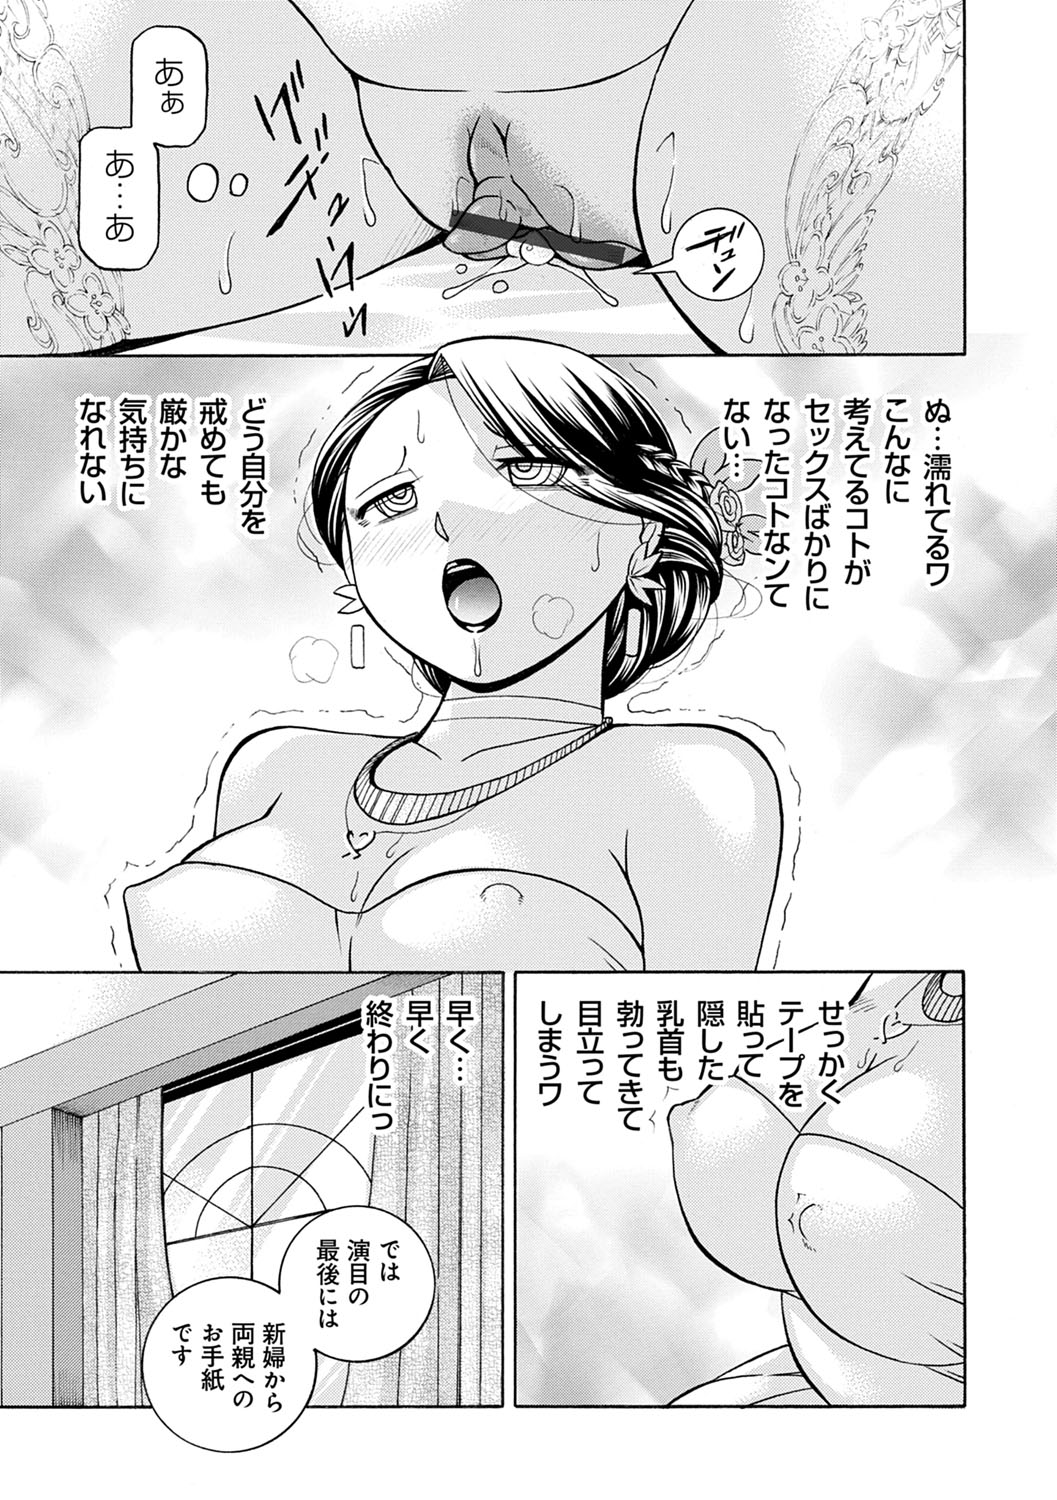 あぁ
あ…あ
グ゛ジュンッ
デュン
ぬ…濡れてるワ
こんなに
考えてるコトが
セックスばかりに
なったコトなンて
ない…
どう自分を
戒めても
厳かな
気持ちに
なれない
せっかく
テープを
貼って
隠した
乳首も
勃ってきて
目立って
しまうワ
早く…
早く
終わりにっ
では
演目の
最後には
新婦から
両親への
お手紙
です